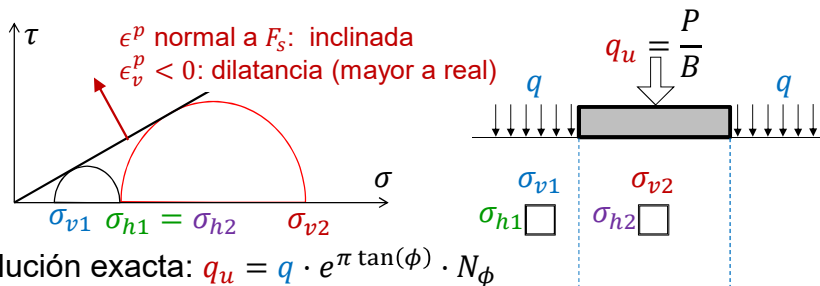 τ
ϵ^p normal a F_s: inclinada
ϵ_v^p < 0: dilatancia (mayor a real)
σ
σ_v1 σ_h1 = σ_h2 σ_v2
q_u = P/B
q q
σ_v1 σ_v2
σ_h1 σ_h2
lución exacta: q_u = q · e^{π tan(ϕ)} · N_ϕ